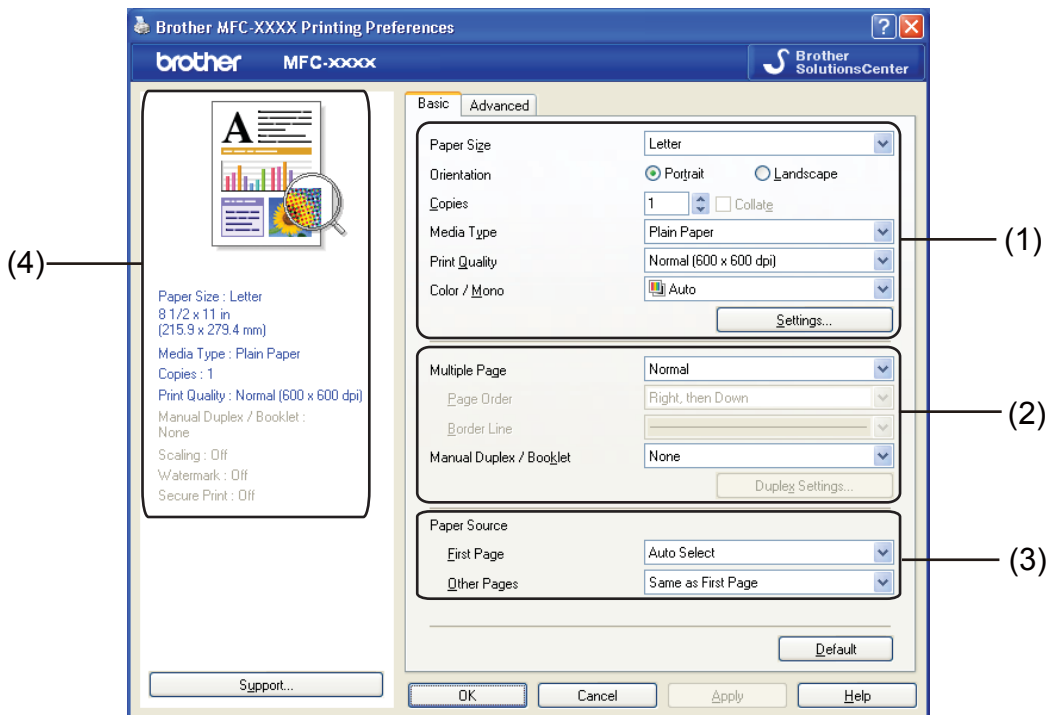 Brother MFC-XXXX Printing Preferences
brother MFC-xxxx
Brother
SolutionsCenter
A
(4)
Paper Size : Letter
8 1/2 x 11 in
(215.9 x 279.4 mm)
Media Type : Plain Paper
Copies : 1
Print Quality : Normal (600 x 600 dpi)
Manual Duplex / Booklet :
None
Scaling : Off
Watermark : Off
Secure Print : Off
Support...
Basic Advanced
Paper Size Letter
Orientation Portrait Landscape
Copies 1 Collate
Media Type Plain Paper
(1)
Print Quality Normal (600 x 600 dpi)
Color / Mono Auto
Settings...
Multiple Page Normal
Page Order Right, then Down
(2)
Border Line
Manual Duplex / Booklet None
Duplex Settings...
Paper Source
First Page Auto Select
(3)
Other Pages Same as First Page
Default
OK Cancel Apply Help